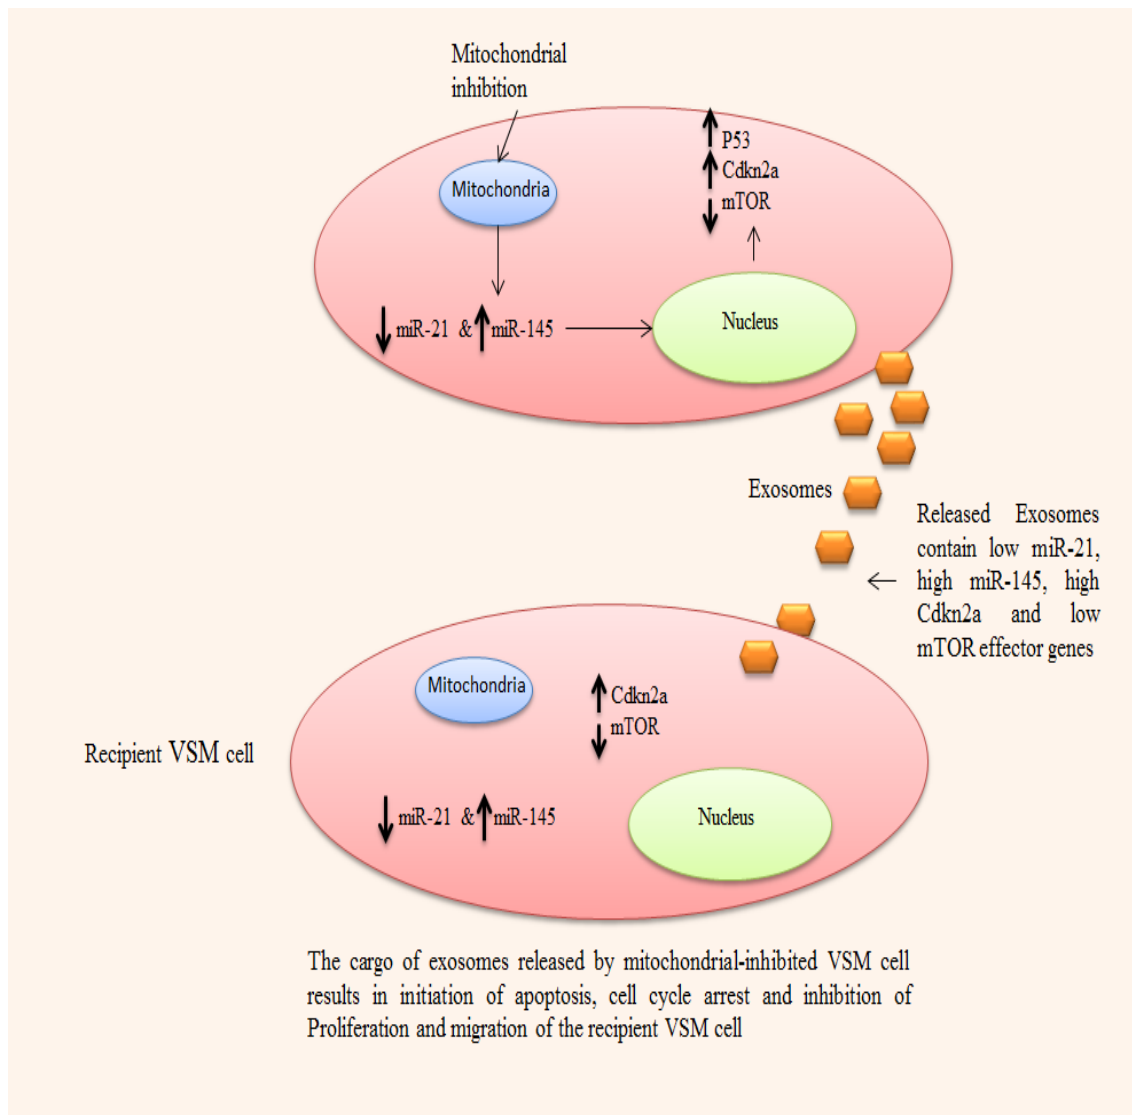 Mitochondrial
inhibition
P53
Cdkn2a
mTOR
Mitochondria
miR-21 & miR-145
Nucleus
Exosomes
Released Exosomes
contain low miR-21,
high miR-145, high
Cdkn2a and low
mTOR effector genes
Mitochondria
Cdkn2a
mTOR
Recipient VSM cell
miR-21 & miR-145
Nucleus
The cargo of exosomes released by mitochondrial-inhibited VSM cell
results in initiation of apoptosis, cell cycle arrest and inhibition of
Proliferation and migration of the recipient VSM cell